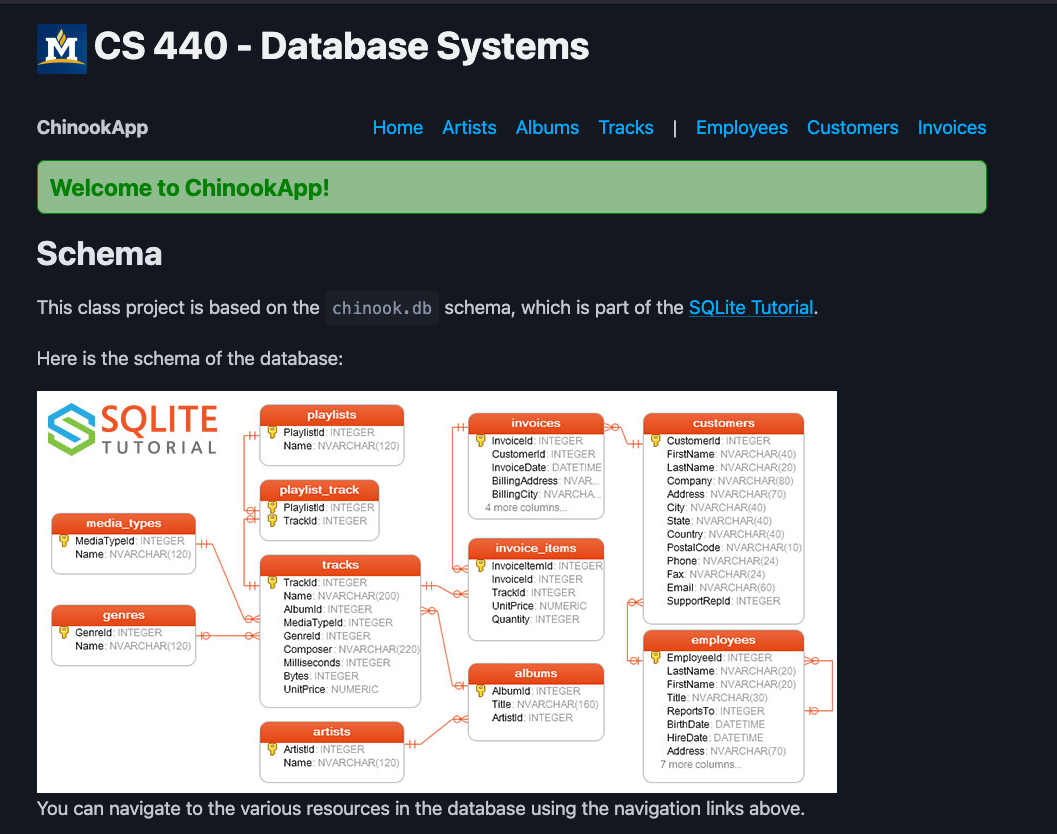 M CS 440 - Database Systems
ChinookApp
Home Artists Albums Tracks | Employees Customers Invoices
Welcome to ChinookApp!
Schema
This class project is based on the chinook.db schema, which is part of the SQLite Tutorial.
Here is the schema of the database:
SQLITE
TUTORIAL
playlists
PlaylistId: INTEGER
Name: NVARCHAR(120)
playlist_track
PlaylistId: INTEGER
TrackId: INTEGER
media_types
MediaTypeId: INTEGER
Name: NVARCHAR(120)
genres
GenreId: INTEGER
Name: NVARCHAR(120)
tracks
TrackId: INTEGER
Name: NVARCHAR(200)
AlbumId: INTEGER
MediaTypeId: INTEGER
GenreId: INTEGER
Composer: NVARCHAR(220)
Milliseconds: INTEGER
Bytes: INTEGER
UnitPrice: NUMERIC
artists
ArtistId: INTEGER
Name: NVARCHAR(120)
invoices
InvoiceId: INTEGER
CustomerId: INTEGER
InvoiceDate: DATETIME
BillingAddress: NVAR...
BillingCity: NVARCHA...
4 more columns...
invoice_items
InvoiceItemId: INTEGER
InvoiceId: INTEGER
TrackId: INTEGER
UnitPrice: NUMERIC
Quantity: INTEGER
albums
AlbumId: INTEGER
Title: NVARCHAR(160)
ArtistId: INTEGER
customers
CustomerId: INTEGER
FirstName: NVARCHAR(40)
LastName: NVARCHAR(20)
Company: NVARCHAR(80)
Address: NVARCHAR(70)
City: NVARCHAR(40)
State: NVARCHAR(40)
Country: NVARCHAR(40)
PostalCode: NVARCHAR(10)
Phone: NVARCHAR(24)
Fax: NVARCHAR(24)
Email: NVARCHAR(60)
SupportRepId: INTEGER
employees
EmployeeId: INTEGER
LastName: NVARCHAR(20)
FirstName: NVARCHAR(20)
Title: NVARCHAR(30)
ReportsTo: INTEGER
BirthDate: DATETIME
HireDate: DATETIME
Address: NVARCHAR(70)
7 more columns...
You can navigate to the various resources in the database using the navigation links above.